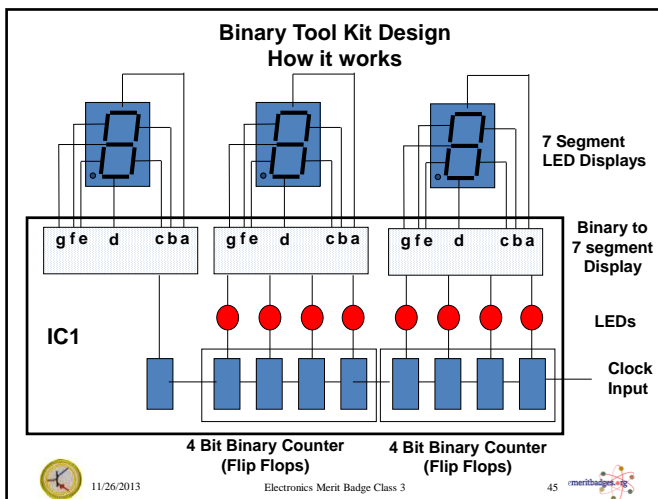 Binary Tool Kit Design
How it works
7 Segment
LED Displays
g f e d c b a
g f e d c b a
g f e d c b a
Binary to
7 segment
Display
LEDs
IC1
Clock
Input
4 Bit Binary Counter
(Flip Flops)
4 Bit Binary Counter
(Flip Flops)
11/26/2013
Electronics Merit Badge Class 3
45
emeritbadges.org